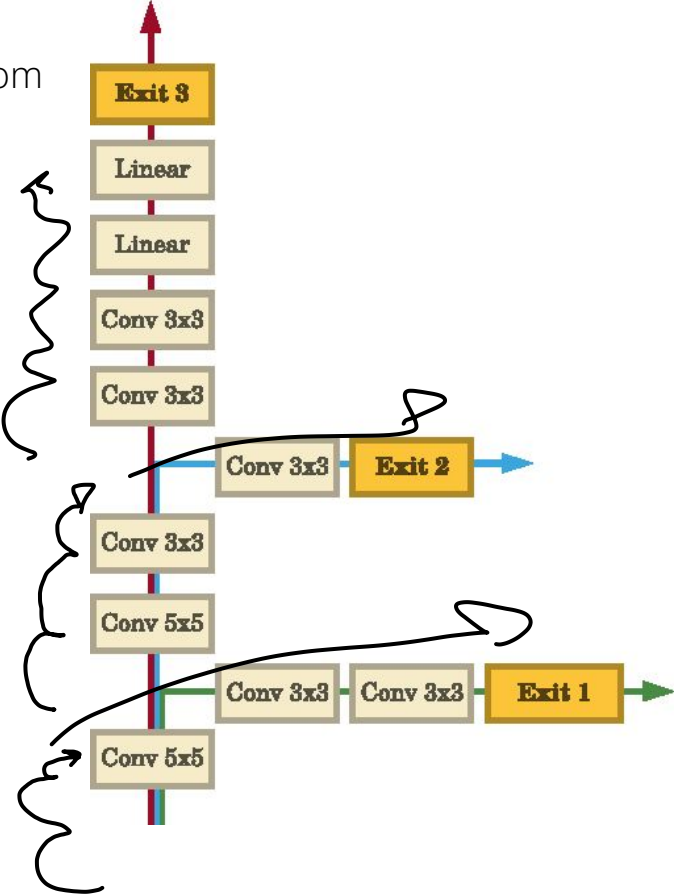 om
Exit 3
Linear
Linear
Conv 3x3
Conv 3x3
Conv 3x3 Exit 2
Conv 3x3
Conv 5x5
Conv 3x3 Conv 3x3 Exit 1
Conv 5x5